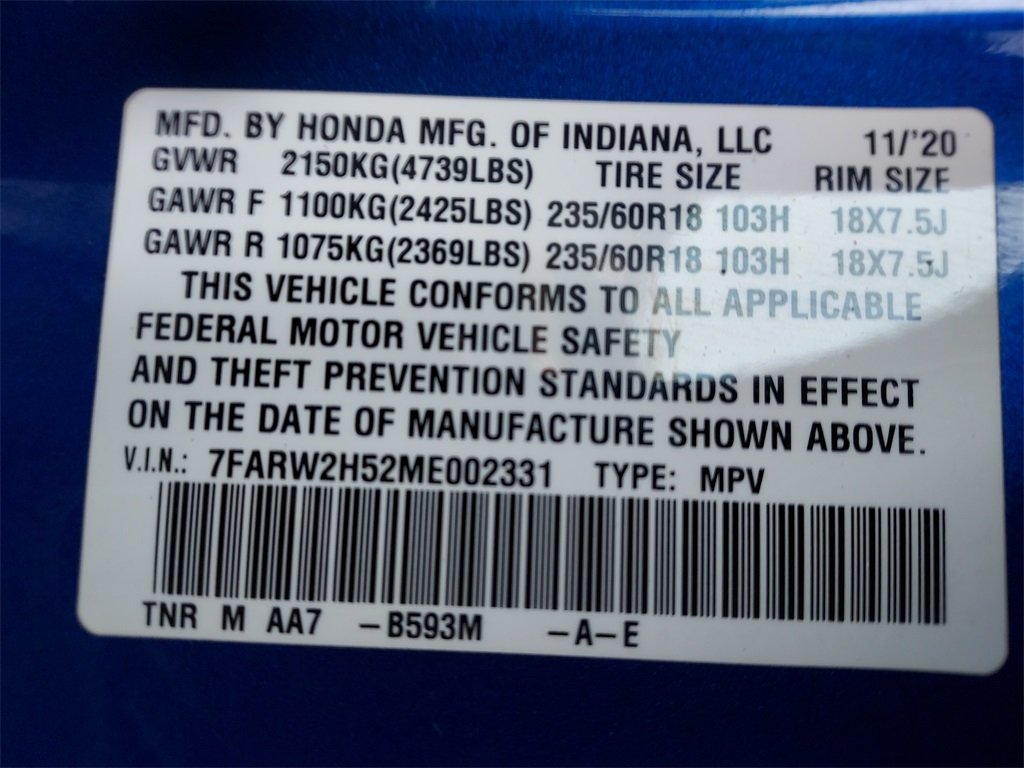 MFD. BY HONDA MFG. OF INDIANA, LLC 11/'20
GVWR 2150KG(4739LBS) TIRE SIZE RIM SIZE
GAWR F 1100KG(2425LBS) 235/60R18 103H 18X7.5J
GAWR R 1075KG(2369LBS) 235/60R18 103H 18X7.5J
THIS VEHICLE CONFORMS TO ALL APPLICABLE
FEDERAL MOTOR VEHICLE SAFETY
AND THEFT PREVENTION STANDARDS IN EFFECT
ON THE DATE OF MANUFACTURE SHOWN ABOVE.
V.I.N.: 7FARW2H52ME002331 TYPE: MPV
TNR M AA7 -B593M -A-E